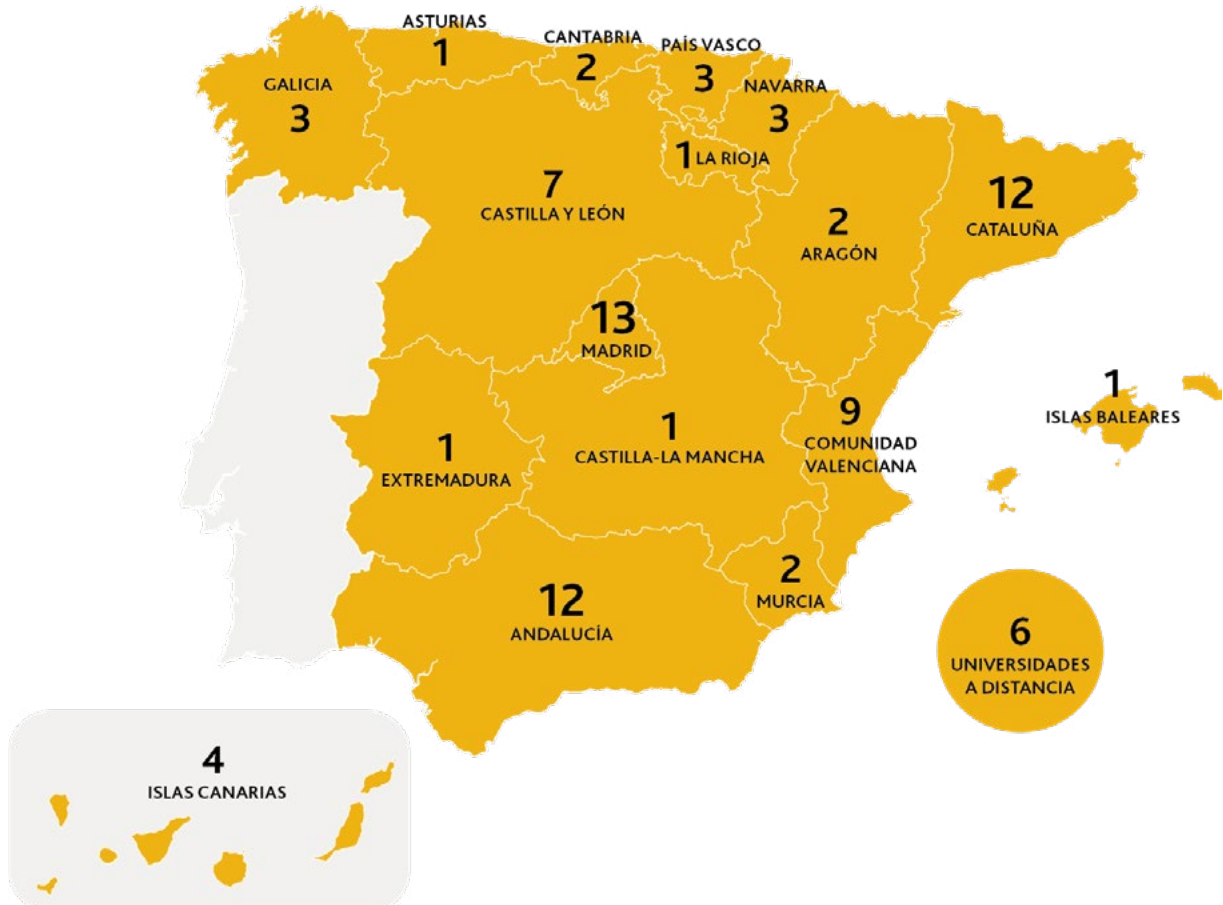 ASTURIAS
1
CANTABRIA
2
PAÍS VASCO
3
GALICIA
3
NAVARRA
3
1 LA RIOJA
7
CASTILLA Y LEÓN
2
ARAGÓN
12
CATALUÑA
13
MADRID
1
EXTREMADURA
1
CASTILLA-LA MANCHA
9
COMUNIDAD
VALENCIANA
1
ISLAS BALEARES
12
ANDALUCÍA
2
MURCIA
6
UNIVERSIDADES
A DISTANCIA
4
ISLAS CANARIAS